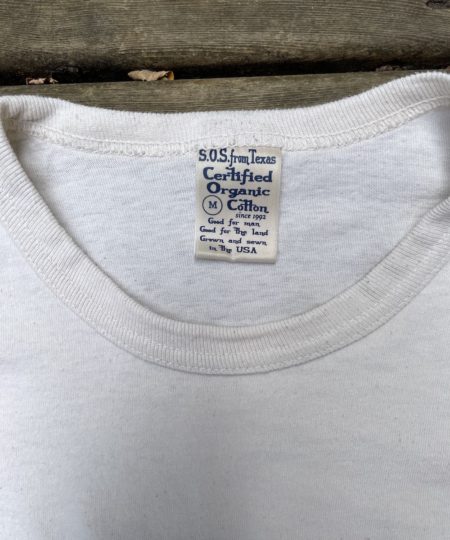 S.O.S. from Texas
Certified
Organic
M Cotton
since 1992
Good for man
Good for the land
Grown and sewn
in the USA